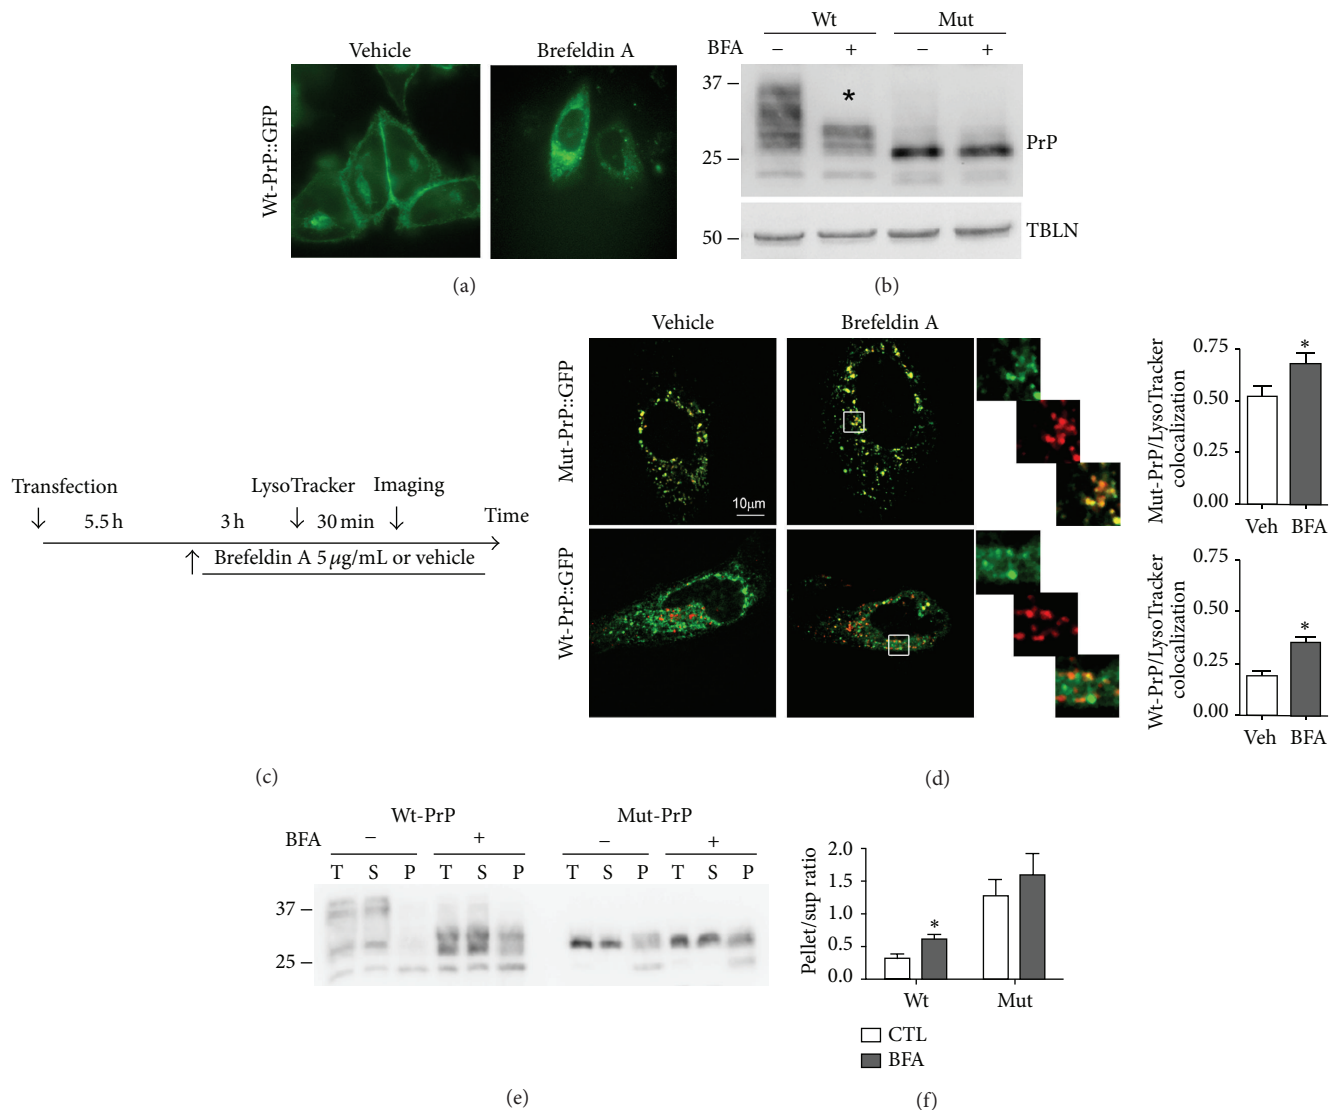 Vehicle
Brefeldin A
Wt-PrP::GFP
(a)
Wt
Mut
BFA − + − +
37
*
25
PrP
50
TBLN
(b)
Transfection
LysoTracker
Imaging
5.5 h
3 h
30 min
Time
Brefeldin A 5 μg/mL or vehicle
(c)
Vehicle
Brefeldin A
Mut-PrP::GFP
10μm
Wt-PrP::GFP
Mut-PrP/LysoTracker
colocalization
0.75
0.50
0.25
0.00
*
Veh BFA
Wt-PrP/LysoTracker
colocalization
0.75
0.50
0.25
0.00
*
Veh BFA
(d)
Wt-PrP
Mut-PrP
BFA − + − +
T S P T S P T S P T S P
37
25
(e)
Pellet/sup ratio
2.0
1.5
1.0
0.5
0.0
*
Wt Mut
CTL
BFA
(f)